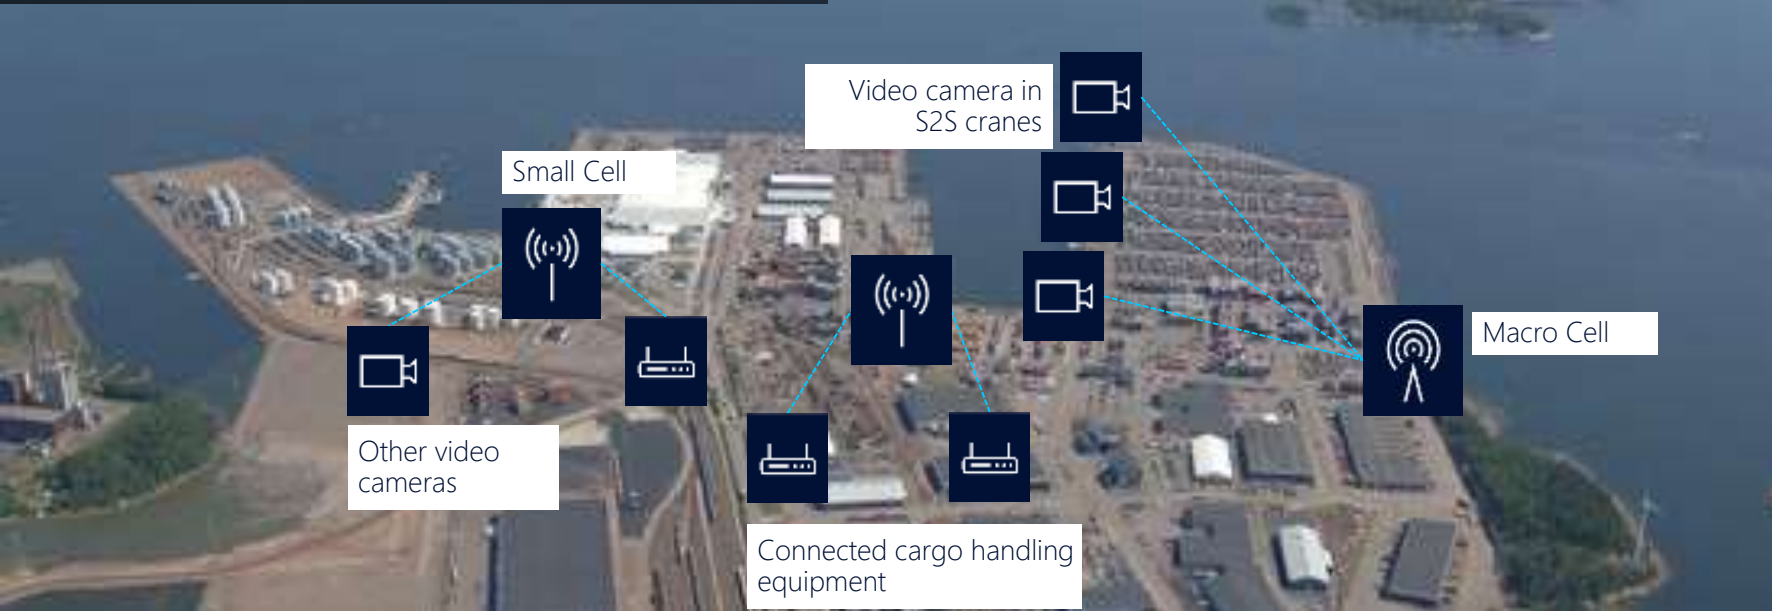 Video camera in
S2S cranes
Small Cell
Macro Cell
Other video
cameras
Connected cargo handling
equipment